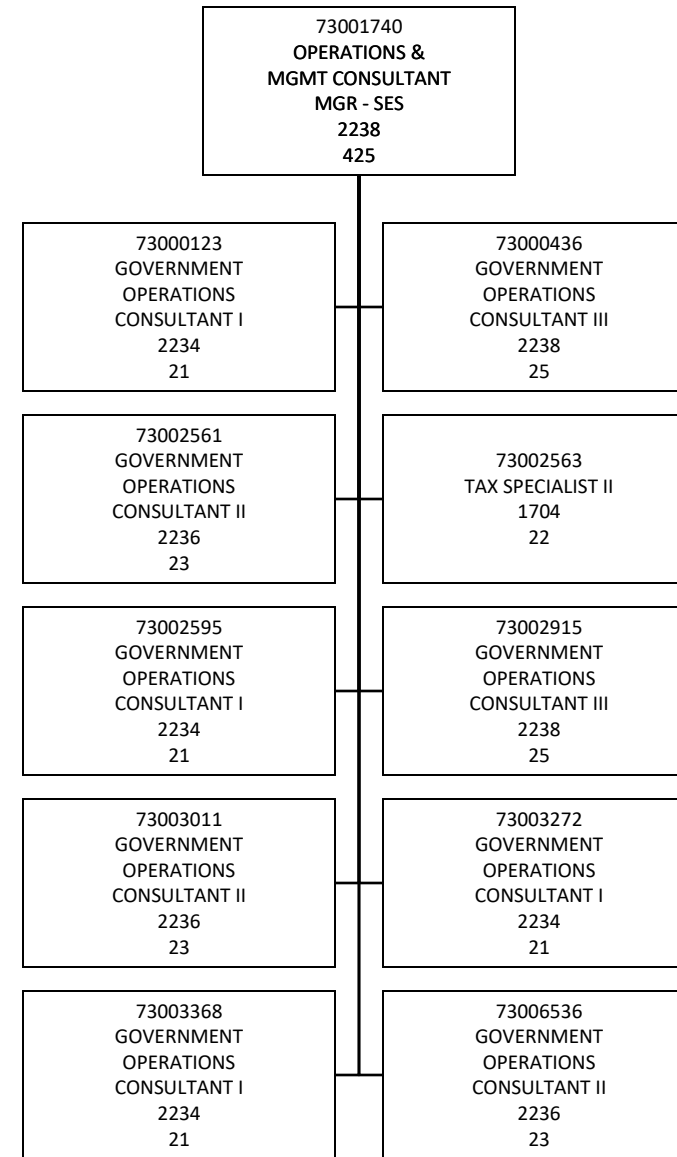 73001740
OPERATIONS &
MGMT CONSULTANT
MGR - SES
2238
425
73000123
GOVERNMENT
OPERATIONS
CONSULTANT I
2234
21
73000436
GOVERNMENT
OPERATIONS
CONSULTANT III
2238
25
73002561
GOVERNMENT
OPERATIONS
CONSULTANT II
2236
23
73002563
TAX SPECIALIST II
1704
22
73002595
GOVERNMENT
OPERATIONS
CONSULTANT I
2234
21
73002915
GOVERNMENT
OPERATIONS
CONSULTANT III
2238
25
73003011
GOVERNMENT
OPERATIONS
CONSULTANT II
2236
23
73003272
GOVERNMENT
OPERATIONS
CONSULTANT I
2234
21
73003368
GOVERNMENT
OPERATIONS
CONSULTANT I
2234
21
73006536
GOVERNMENT
OPERATIONS
CONSULTANT II
2236
23